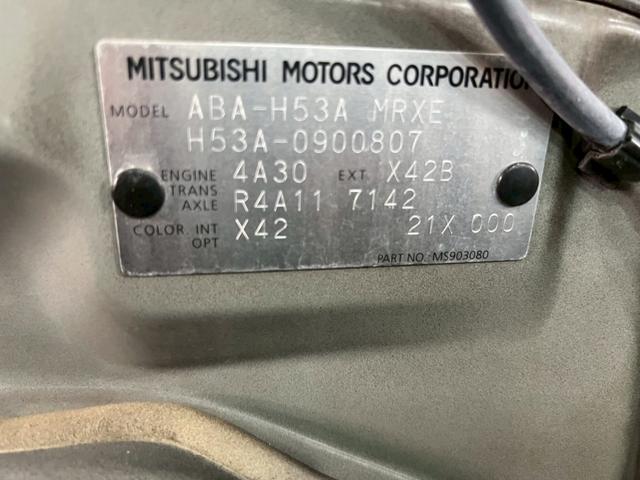 MITSUBISHI MOTORS CORPORATION
MODEL ABA-H53A MRXE
H53A-0900807
ENGINE 4A30 EXT X42B
TRANS AXLE R4A11 7142
COLOR. INT OPT X42 21X 000
PART NO.: MS903080